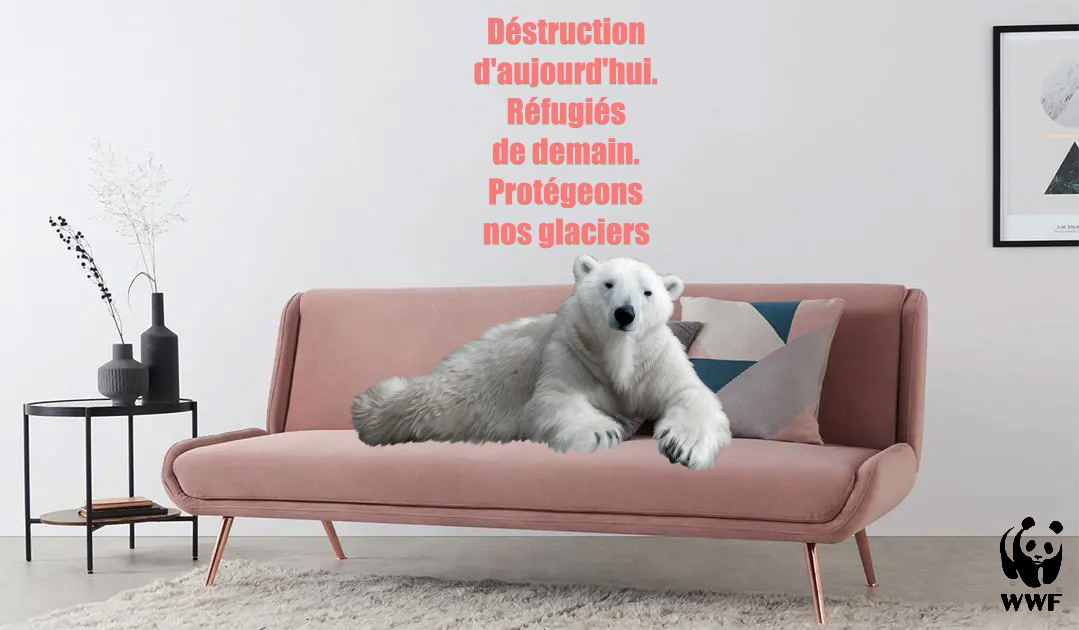 Déstruction
d'aujourd'hui.
Réfugiés
de demain.
Protégeons
nos glaciers
WWF